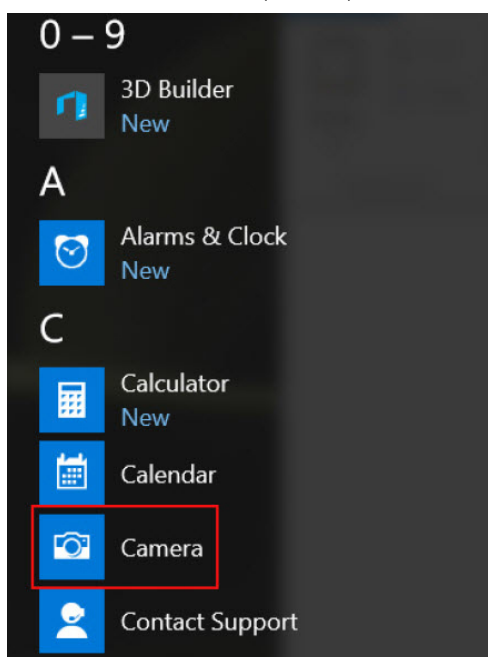 0 – 9
3D Builder
New
A
Alarms & Clock
New
C
Calculator
New
Calendar
Camera
Contact Support